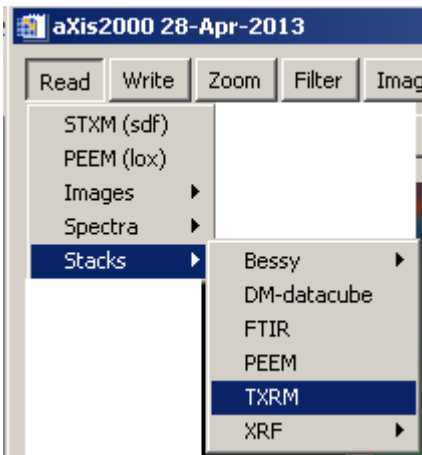 aXis2000 28-Apr-2013
Read Write Zoom Filter Imag
STXM (sdf)
PEEM (lox)
Images
Spectra
Stacks
Bessy
DM-datacube
FTIR
PEEM
TXRM
XRF